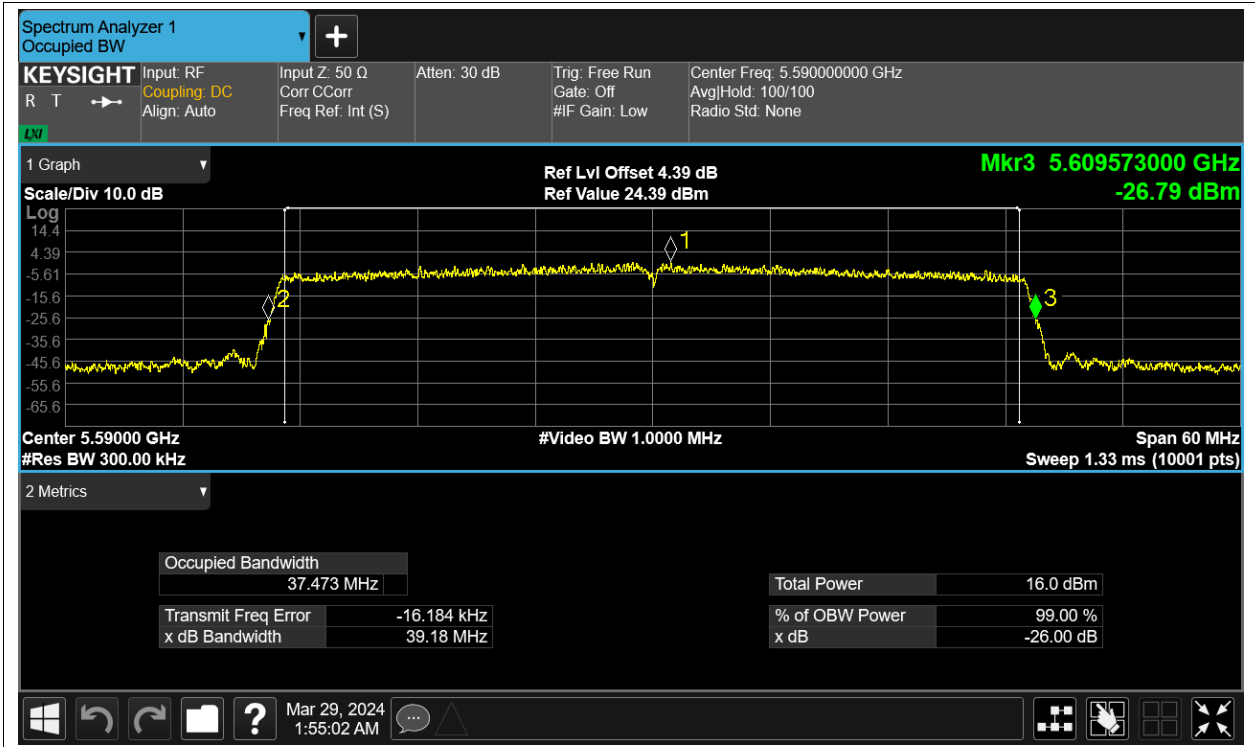 Spectrum Analyzer 1
Occupied BW
KEYSIGHT
R T
LXI
Input: RF
Coupling: DC
Align: Auto
Input Z: 50 Ω
Corr CCorr
Freq Ref: Int (S)
Atten: 30 dB
Trig: Free Run
Gate: Off
#IF Gain: Low
Center Freq: 5.590000000 GHz
Avg|Hold: 100/100
Radio Std: None
1 Graph
Scale/Div 10.0 dB
Ref Lvl Offset 4.39 dB
Ref Value 24.39 dBm
Mkr3 5.609573000 GHz
-26.79 dBm
Log
14.4
4.39
-5.61
-15.6
-25.6
-35.6
-45.6
-55.6
-65.6
1
2
3
Center 5.59000 GHz
#Res BW 300.00 kHz
#Video BW 1.0000 MHz
Span 60 MHz
Sweep 1.33 ms (10001 pts)
2 Metrics
Occupied Bandwidth
37.473 MHz
Transmit Freq Error -16.184 kHz
x dB Bandwidth 39.18 MHz
Total Power 16.0 dBm
% of OBW Power 99.00 %
x dB -26.00 dB
?
Mar 29, 2024
1:55:02 AM